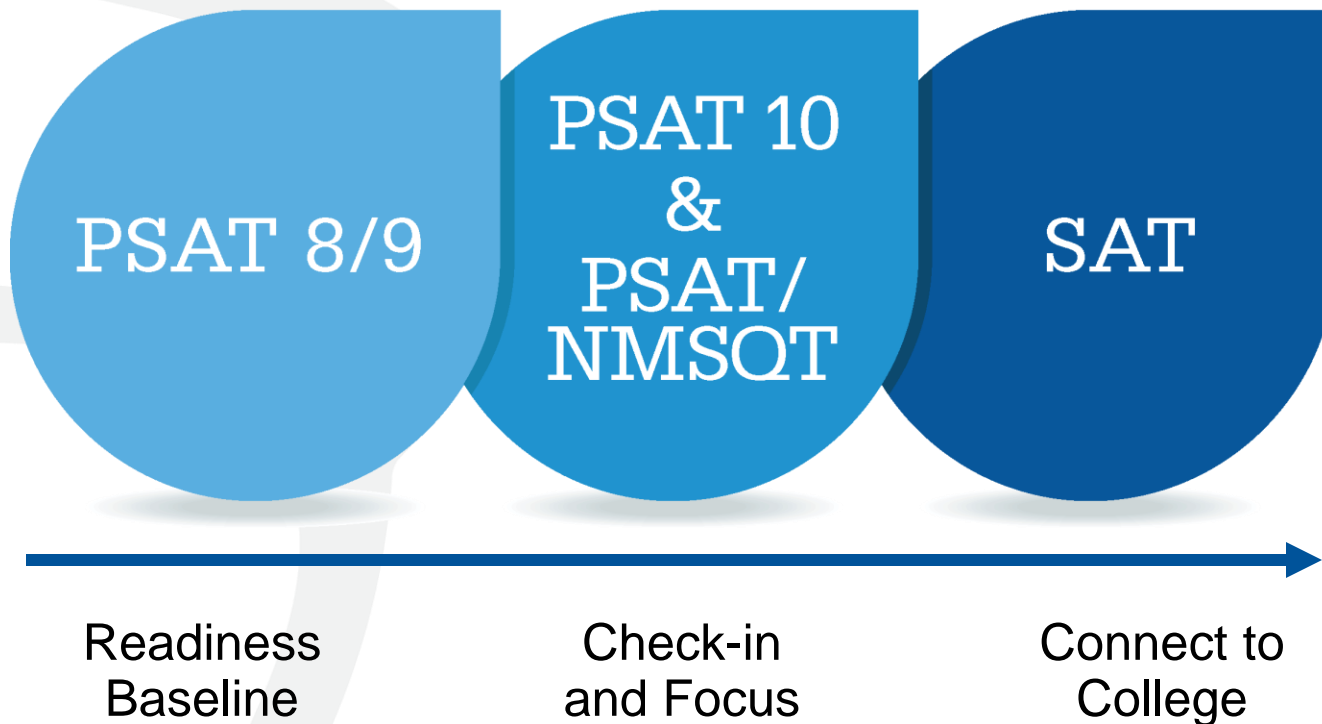 PSAT 8/9
PSAT 10
&
PSAT/
NMSQT
SAT
Readiness
Baseline
Check-in
and Focus
Connect to
College